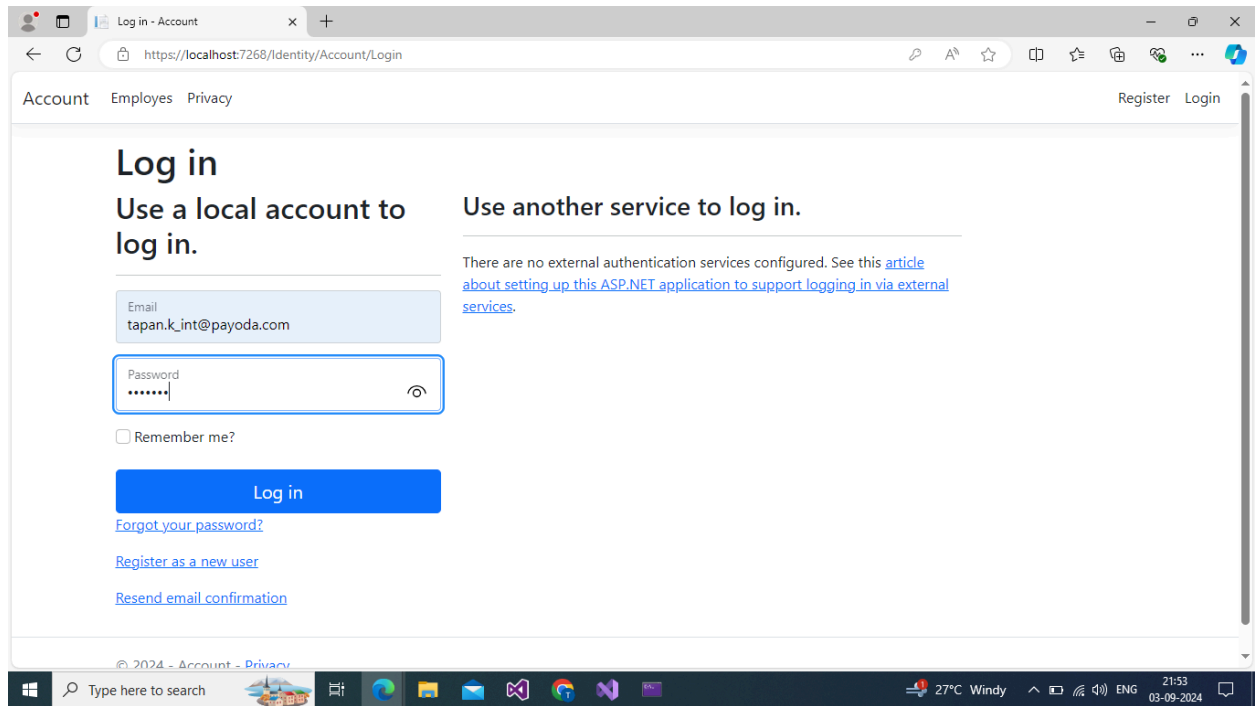 Log in - Account
https://localhost:7268/Identity/Account/Login
Account Employes Privacy Register Login
Log in
Use a local account to
log in.
Email
tapan.k_int@payoda.com
Password
Remember me?
Log in
Forgot your password?
Register as a new user
Resend email confirmation
Use another service to log in.
There are no external authentication services configured. See this article
about setting up this ASP.NET application to support logging in via external
services.
© 2024 - Account - Privacy
Type here to search
27°C Windy
ENG
21:53
03-09-2024